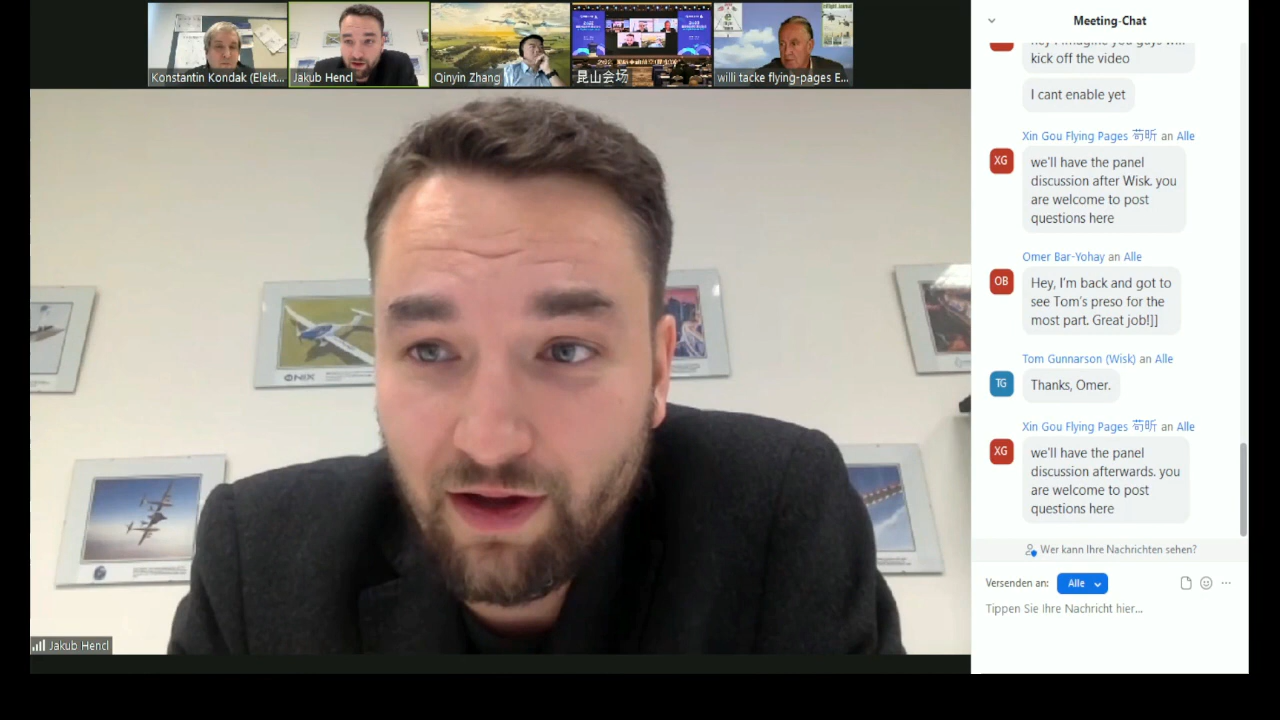 Konstantin Kondak (Elekt...
Jakub Hencl
Qinyin Zhang
昆山会场
willi tacke flying-pages E...
Jakub Hencl
Meeting-Chat
kick off the video
I cant enable yet
Xin Gou Flying Pages 苟昕 an Alle
XG
we'll have the panel
discussion after Wisk. you
are welcome to post
questions here
Omer Bar-Yohay an Alle
OB
Hey, I'm back and got to
see Tom's preso for the
most part. Great job!]]
Tom Gunnarson (Wisk) an Alle
TG
Thanks, Omer.
Xin Gou Flying Pages 苟昕 an Alle
XG
we'll have the panel
discussion afterwards. you
are welcome to post
questions here
Wer kann Ihre Nachrichten sehen?
Versenden an: Alle
Tippen Sie Ihre Nachricht hier...